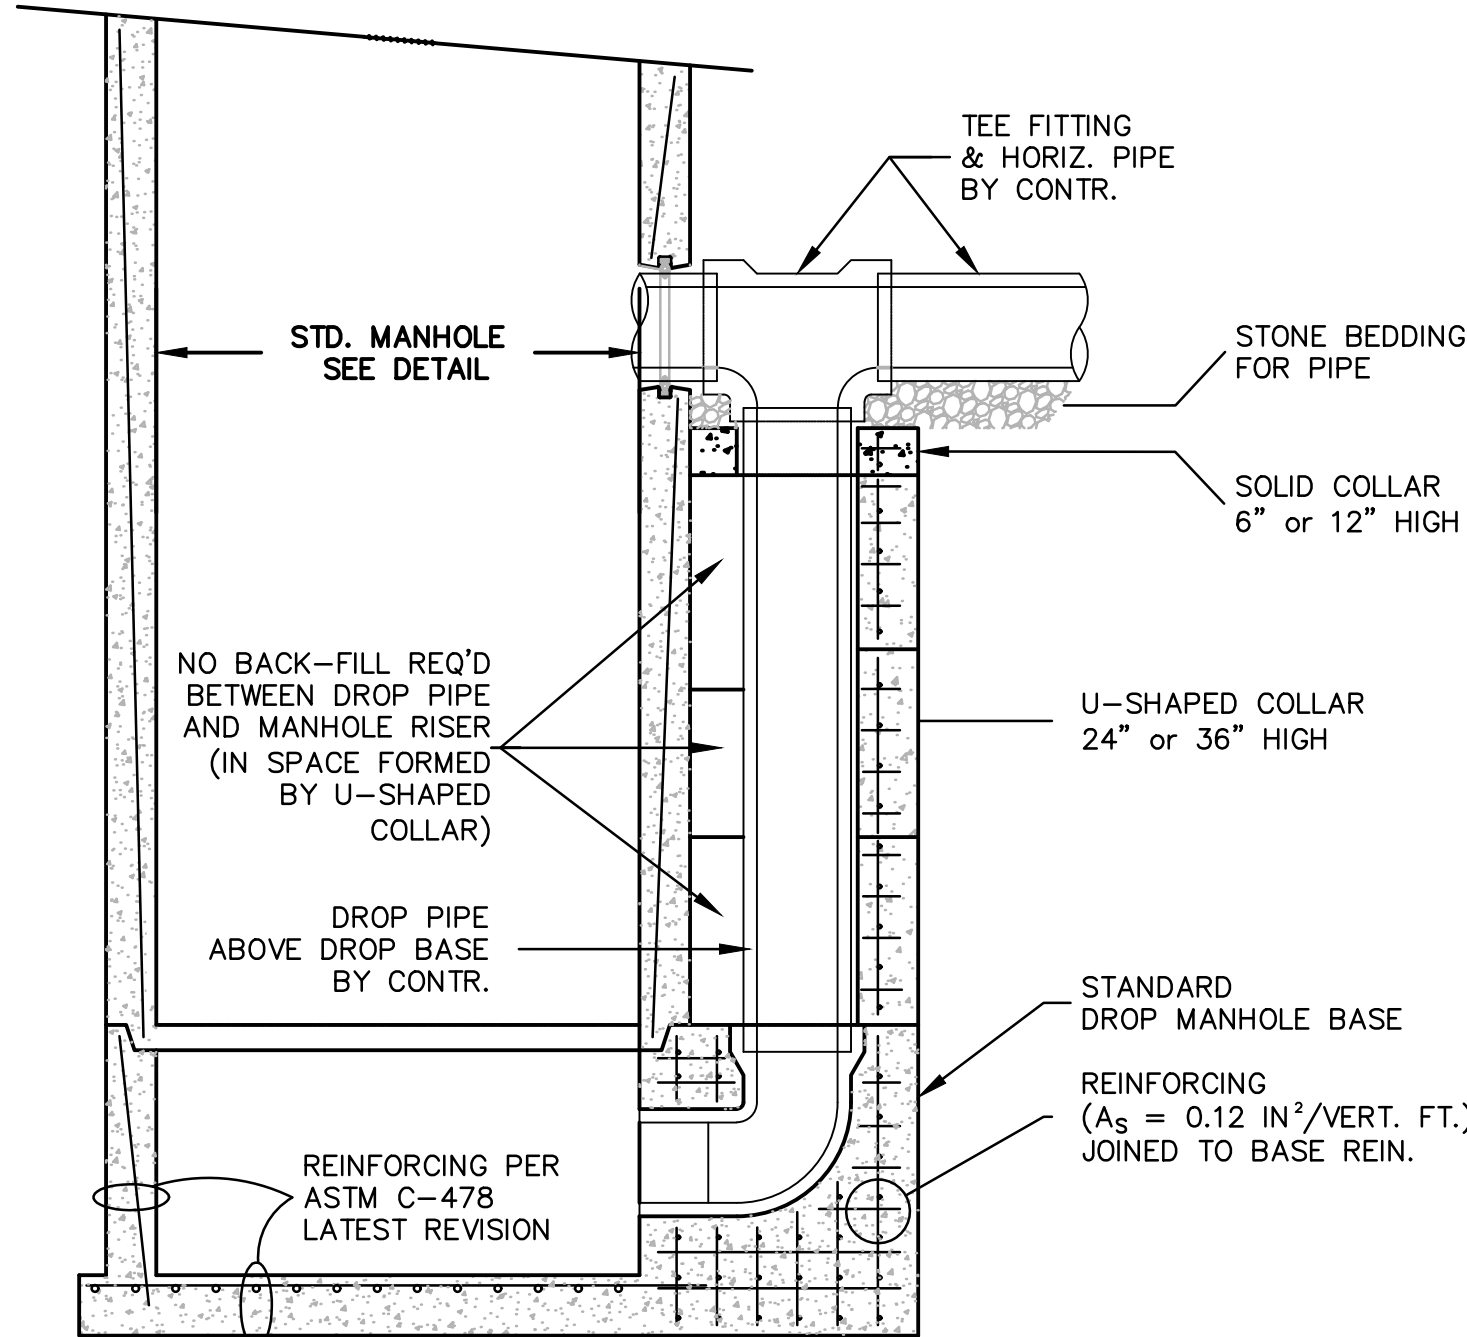 TEE FITTING
& HORIZ. PIPE
BY CONTR.
STD. MANHOLE
SEE DETAIL
STONE BEDDING
FOR PIPE
SOLID COLLAR
6" or 12" HIGH
NO BACK-FILL REQ'D
BETWEEN DROP PIPE
AND MANHOLE RISER
(IN SPACE FORMED
BY U-SHAPED
COLLAR)
U-SHAPED COLLAR
24" or 36" HIGH
DROP PIPE
ABOVE DROP BASE
BY CONTR.
STANDARD
DROP MANHOLE BASE
REINFORCING
(AS = 0.12 IN²/VERT. FT.)
JOINED TO BASE REIN.
REINFORCING PER
ASTM C-478
LATEST REVISION